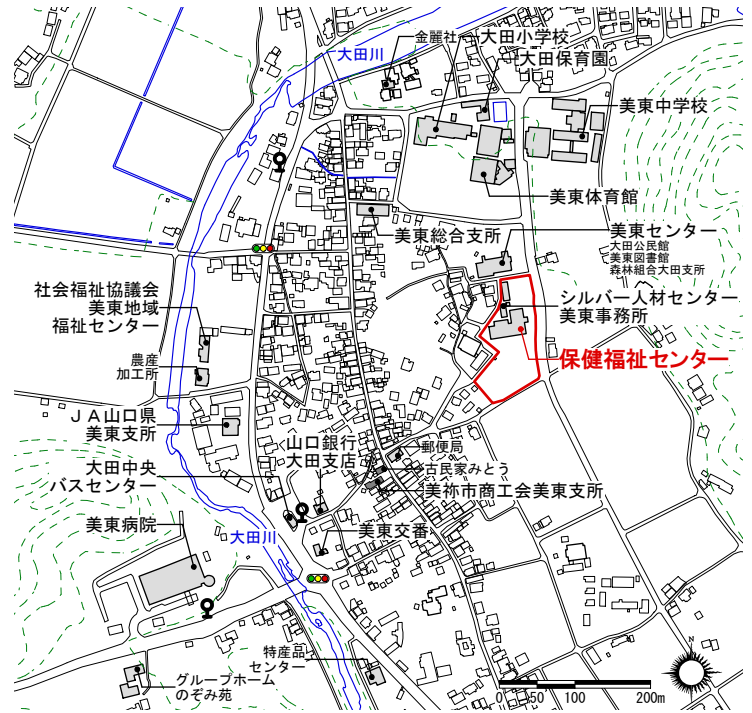 金麗社
大田小学校
大田川
大田保育園
美東中学校
美東体育館
美東総合支所
美東センター
大田公民館
美東図書館
森林組合大田支所
社会福祉協議会
美東地域
福祉センター
シルバー人材センター
美東事務所
保健福祉センター
農産
加工所
ＪＡ山口県
美東支所
山口銀行
大田支店
郵便局
古民家みとう
大田中央
バスセンター
美祢市商工会美東支所
美東病院
大田川
美東交番
特産品
センター
グループホーム
のぞみ苑
N
0 50 100 200m